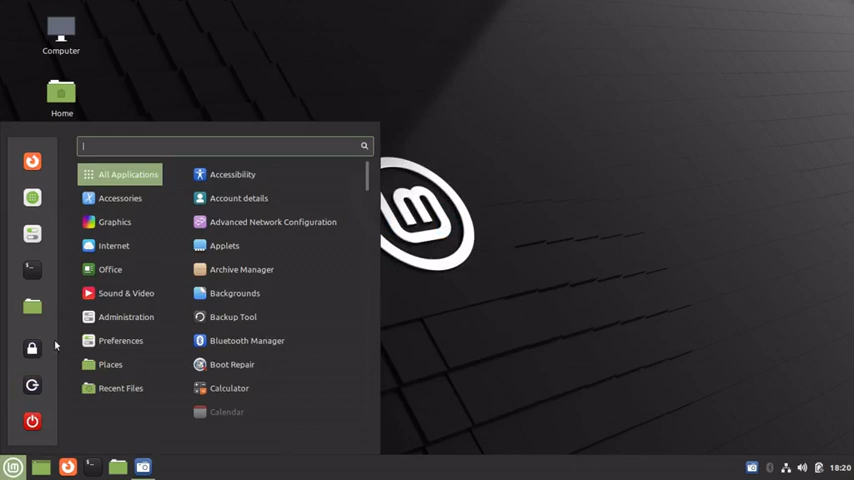 Computer
Home
All Applications
Accessories
Graphics
Internet
Office
Sound & Video
Administration
Preferences
Places
Recent Files
Accessibility
Account details
Advanced Network Configuration
Applets
Archive Manager
Backgrounds
Backup Tool
Bluetooth Manager
Boot Repair
Calculator
Calendar
18:20